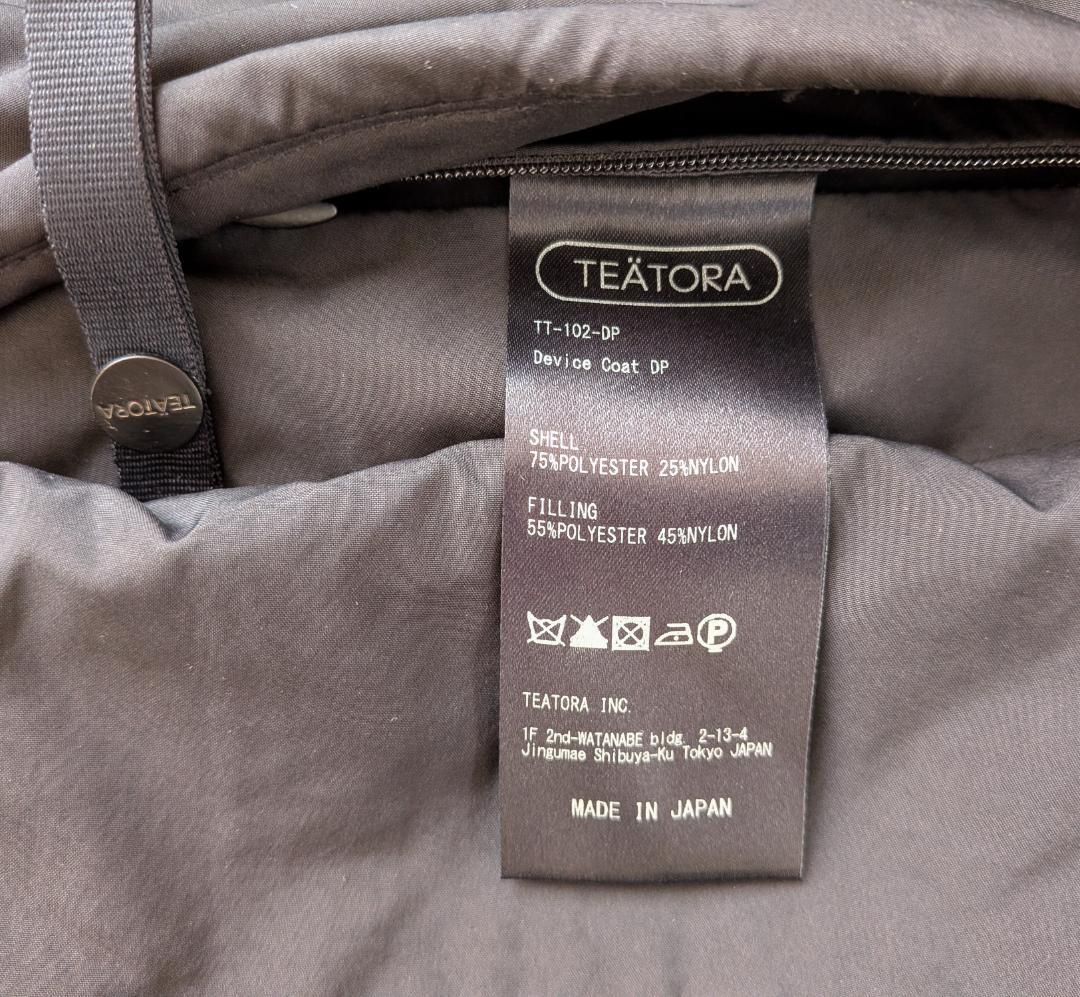 TEÄTORA
TT-102-DP
Device Coat DP
SHELL
75%POLYESTER 25%NYLON
FILLING
55%POLYESTER 45%NYLON
P
TEATORA INC.
1F 2nd-WATANABE bldg. 2-13-4
Jingumae Shibuya-Ku Tokyo JAPAN
MADE IN JAPAN
TEÄTORA